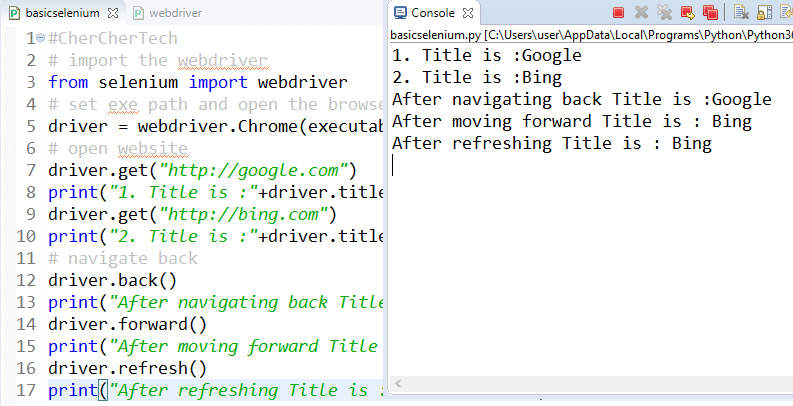 basicselenium
webdriver
1 #CherCherTech
2 # import the webdriver
3 from selenium import webdriver
4 # set exe path and open the browse
5 driver = webdriver.Chrome(executab
6 # open website
7 driver.get("http://google.com")
8 print("1. Title is :"+driver.title
9 driver.get("http://bing.com")
10 print("2. Title is :"+driver.title
11 # navigate back
12 driver.back()
13 print("After navigating back Title
14 driver.forward()
15 print("After moving forward Title
16 driver.refresh()
17 print("After refreshing Title is :
Console
basicselenium.py [C:\Users\user\AppData\Local\Programs\Python\Python36
1. Title is :Google
2. Title is :Bing
After navigating back Title is :Google
After moving forward Title is : Bing
After refreshing Title is : Bing